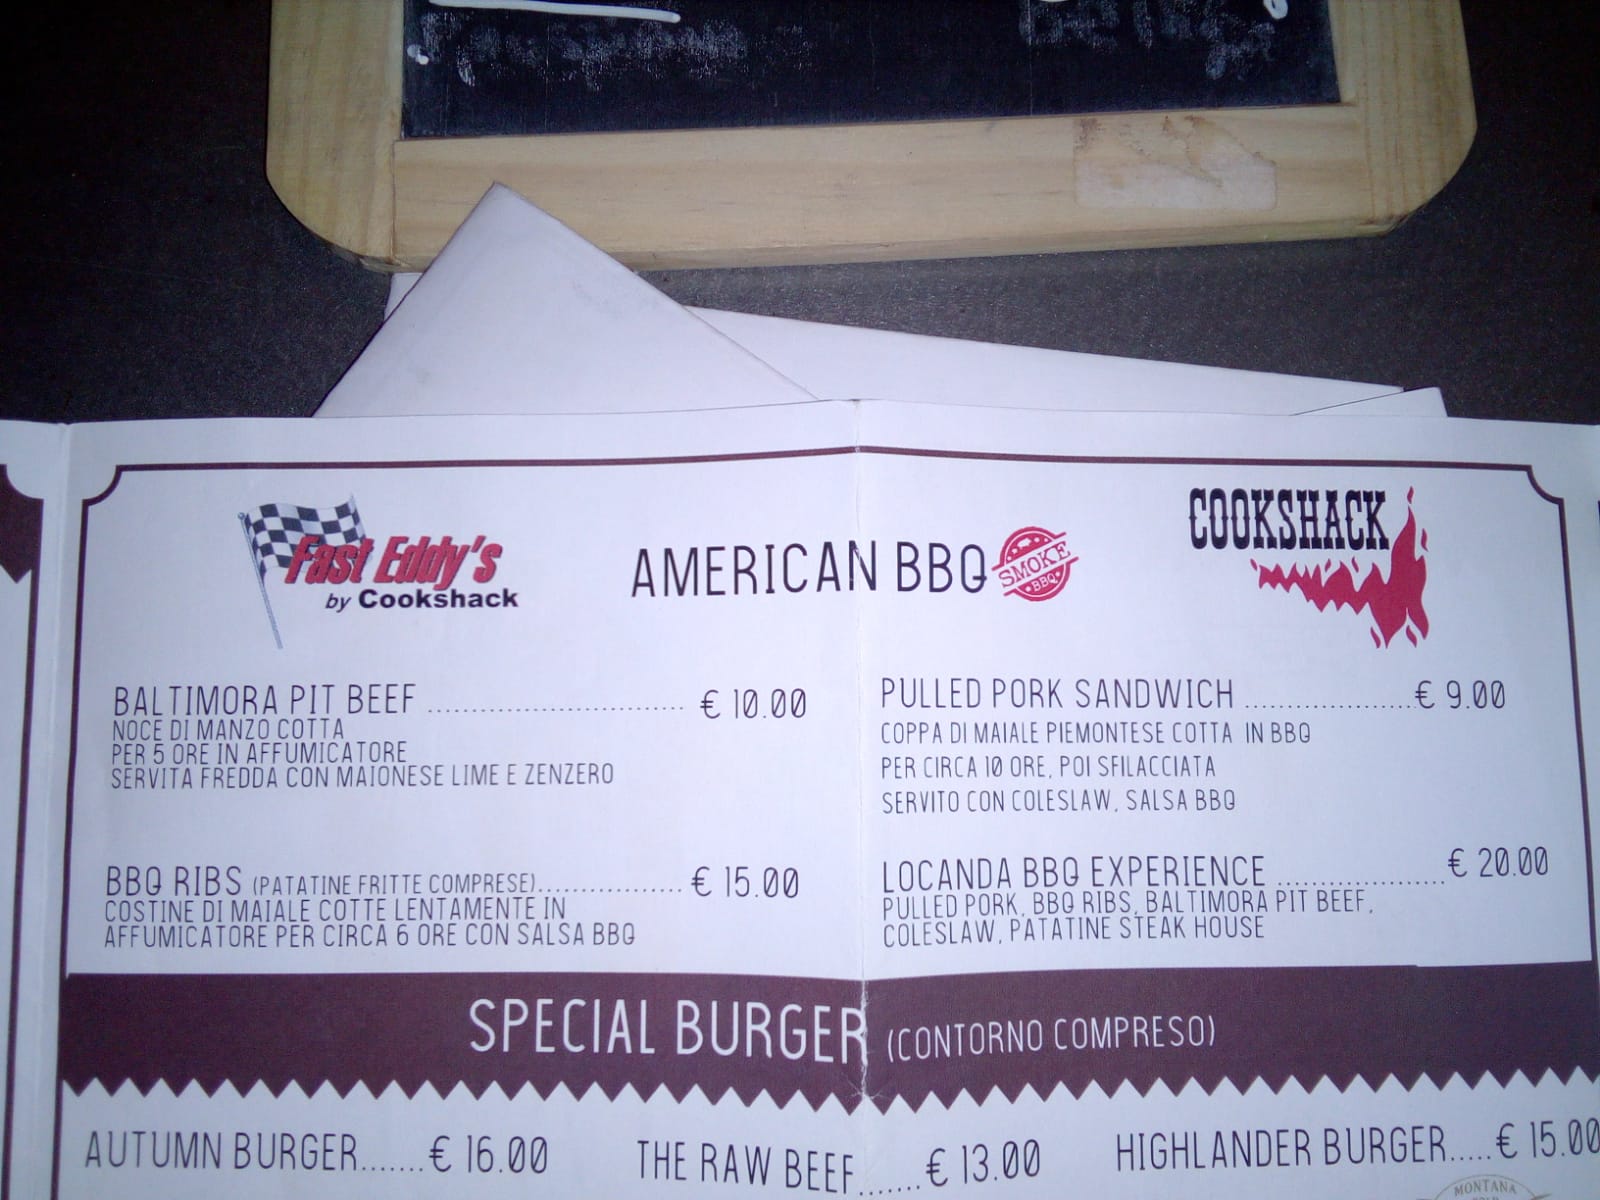 Fast Eddy's
by Cookshack
AMERICAN BBQ
SMOKE
BBQ
COOKSHACK
BALTIMORA PIT BEEF ............................ € 10.00
NOCE DI MANZO COTTA
PER 5 ORE IN AFFUMICATORE
SERVITA FREDDA CON MAIONESE LIME E ZENZERO
PULLED PORK SANDWICH ....................€ 9.00
COPPA DI MAIALE PIEMONTESE COTTA IN BBQ
PER CIRCA 10 ORE, POI SFILACCIATA
SERVITO CON COLESLAW, SALSA BBQ
BBQ RIBS (PATATINE FRITTE COMPRESE)................. € 15.00
COSTINE DI MAIALE COTTE LENTAMENTE IN
AFFUMICATORE PER CIRCA 6 ORE CON SALSA BBQ
LOCANDA BBQ EXPERIENCE ....................€ 20.00
PULLED PORK, BBQ RIBS, BALTIMORA PIT BEEF,
COLESLAW, PATATINE STEAK HOUSE
SPECIAL BURGER (CONTORNO COMPRESO)
AUTUMN BURGER.......€ 16.00
THE RAW BEEF.......€ 13.00
HIGHLANDER BURGER.....€ 15.00
MONTANA